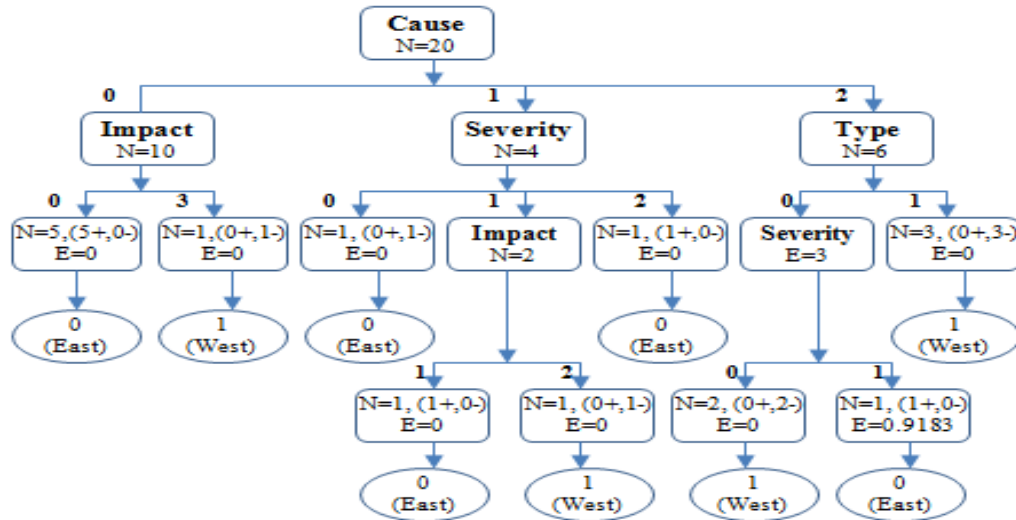 Cause
N=20
0
1
2
Impact
N=10
Severity
N=4
Type
N=6
0
3
0
1
2
0
1
N=5,(5+,0-)
E=0
N=1,(0+,1-)
E=0
N=1,(0+,1-)
E=0
Impact
N=2
N=1, (1+,0-)
E=0
Severity
E=3
N=3, (0+,3-)
E=0
0
(East)
1
(West)
0
(East)
0
(East)
1
(West)
1
2
0
1
N=1, (1+,0-)
E=0
N=1, (0+,1-)
E=0
N=2, (0+,2-)
E=0
N=1, (1+,0-)
E=0.9183
0
(East)
1
(West)
1
(West)
0
(East)